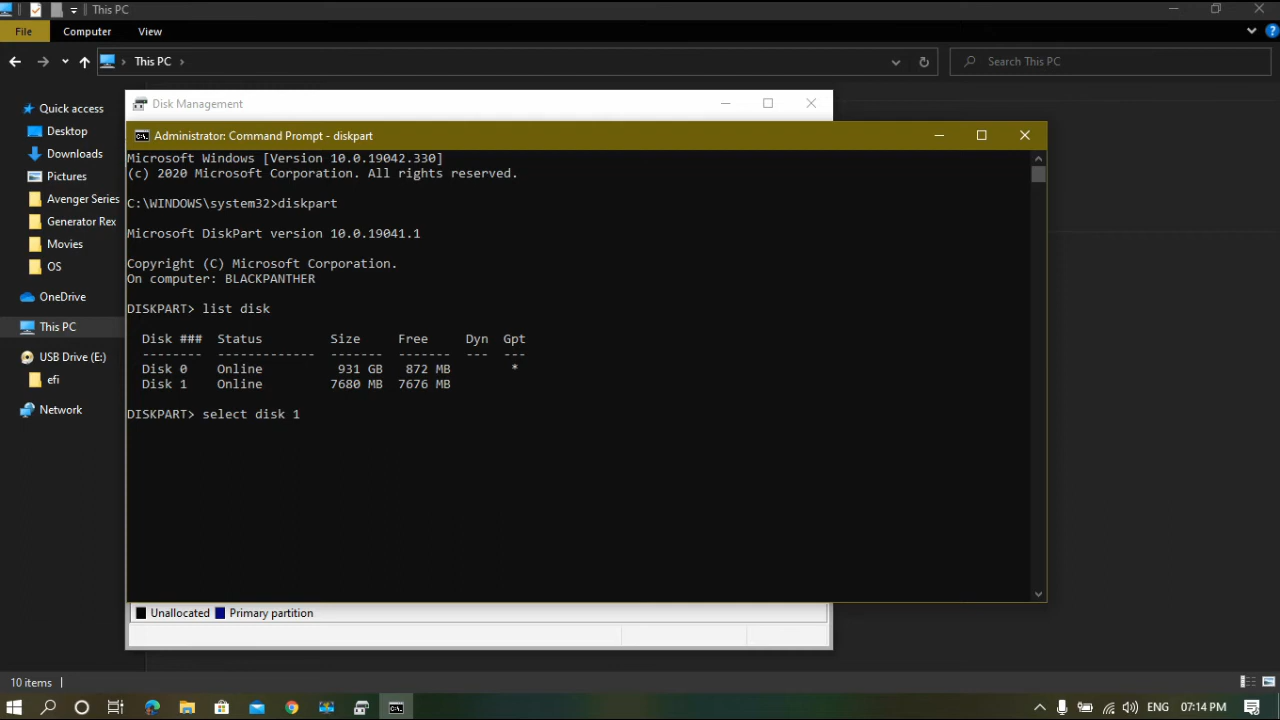 This PC
File Computer View
This PC
Search This PC
Quick access
Desktop
Downloads
Pictures
Avenger Series
Generator Rex
Movies
OS
OneDrive
This PC
USB Drive (E:)
efi
Network
Disk Management
Administrator: Command Prompt - diskpart
Microsoft Windows [Version 10.0.19042.330]
(c) 2020 Microsoft Corporation. All rights reserved.
C:\WINDOWS\system32>diskpart
Microsoft DiskPart version 10.0.19041.1
Copyright (C) Microsoft Corporation.
On computer: BLACKPANTHER
DISKPART> list disk
Disk ### Status Size Free Dyn Gpt
-------- ------------- ------- ------- --- ---
Disk 0 Online 931 GB 872 MB *
Disk 1 Online 7680 MB 7676 MB
DISKPART> select disk 1
Unallocated Primary partition
10 items
ENG 07:14 PM